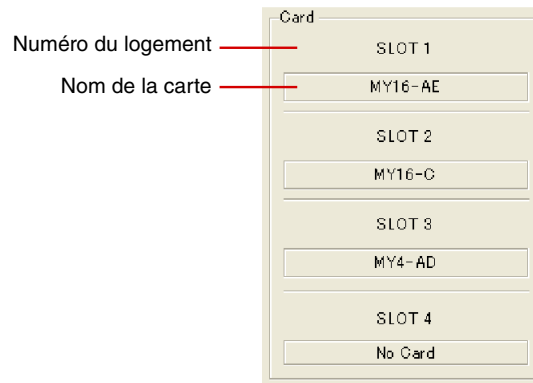 Card
Numéro du logement
SLOT 1
Nom de la carte
MY16-AE
SLOT 2
MY16-C
SLOT 3
MY4-AD
SLOT 4
No Card